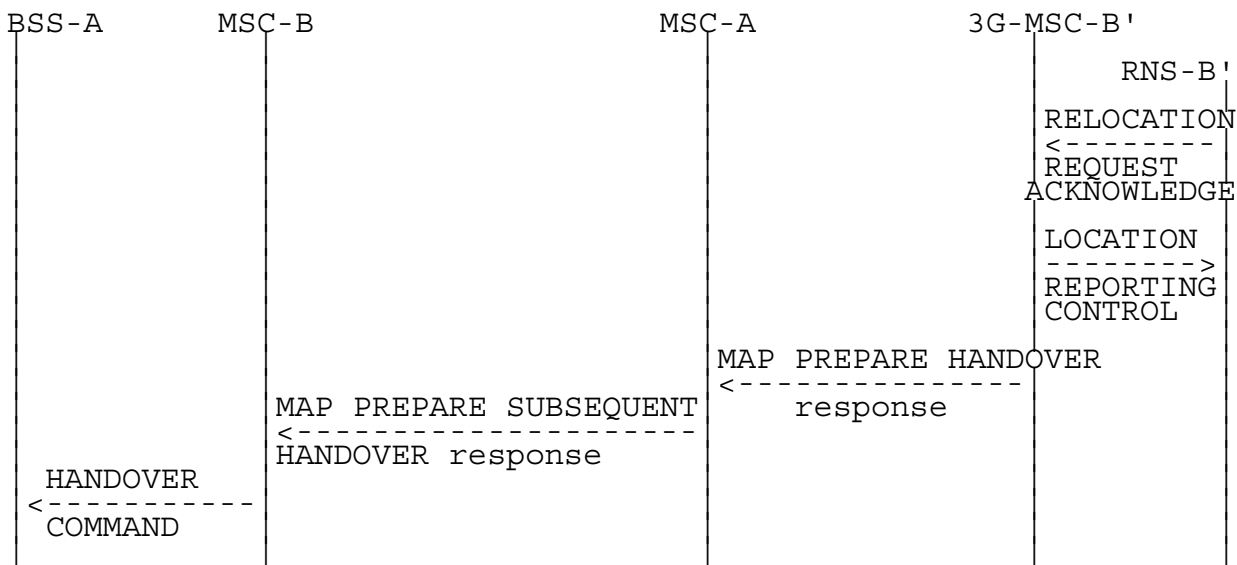 BSS-A MSC-B MSC-A 3G-MSC-B'
RNS-B'
RELOCATION
REQUEST
ACKNOWLEDGE
LOCATION
REPORTING
CONTROL
MAP PREPARE HANDOVER
response
MAP PREPARE SUBSEQUENT
HANDOVER response
HANDOVER
COMMAND